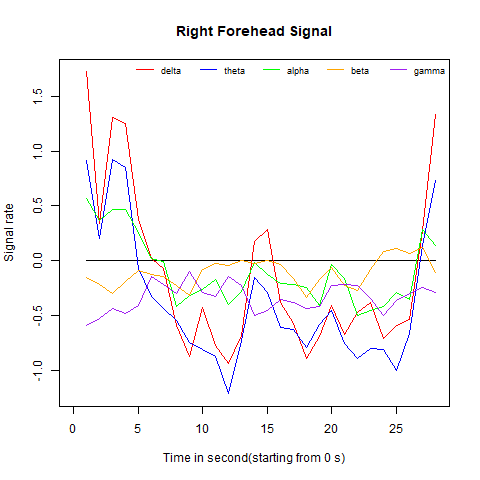 Right Forehead Signal
delta theta alpha beta gamma
Signal rate
1.5
1.0
0.5
0.0
-0.5
-1.0
0 5 10 15 20 25
Time in second(starting from 0 s)